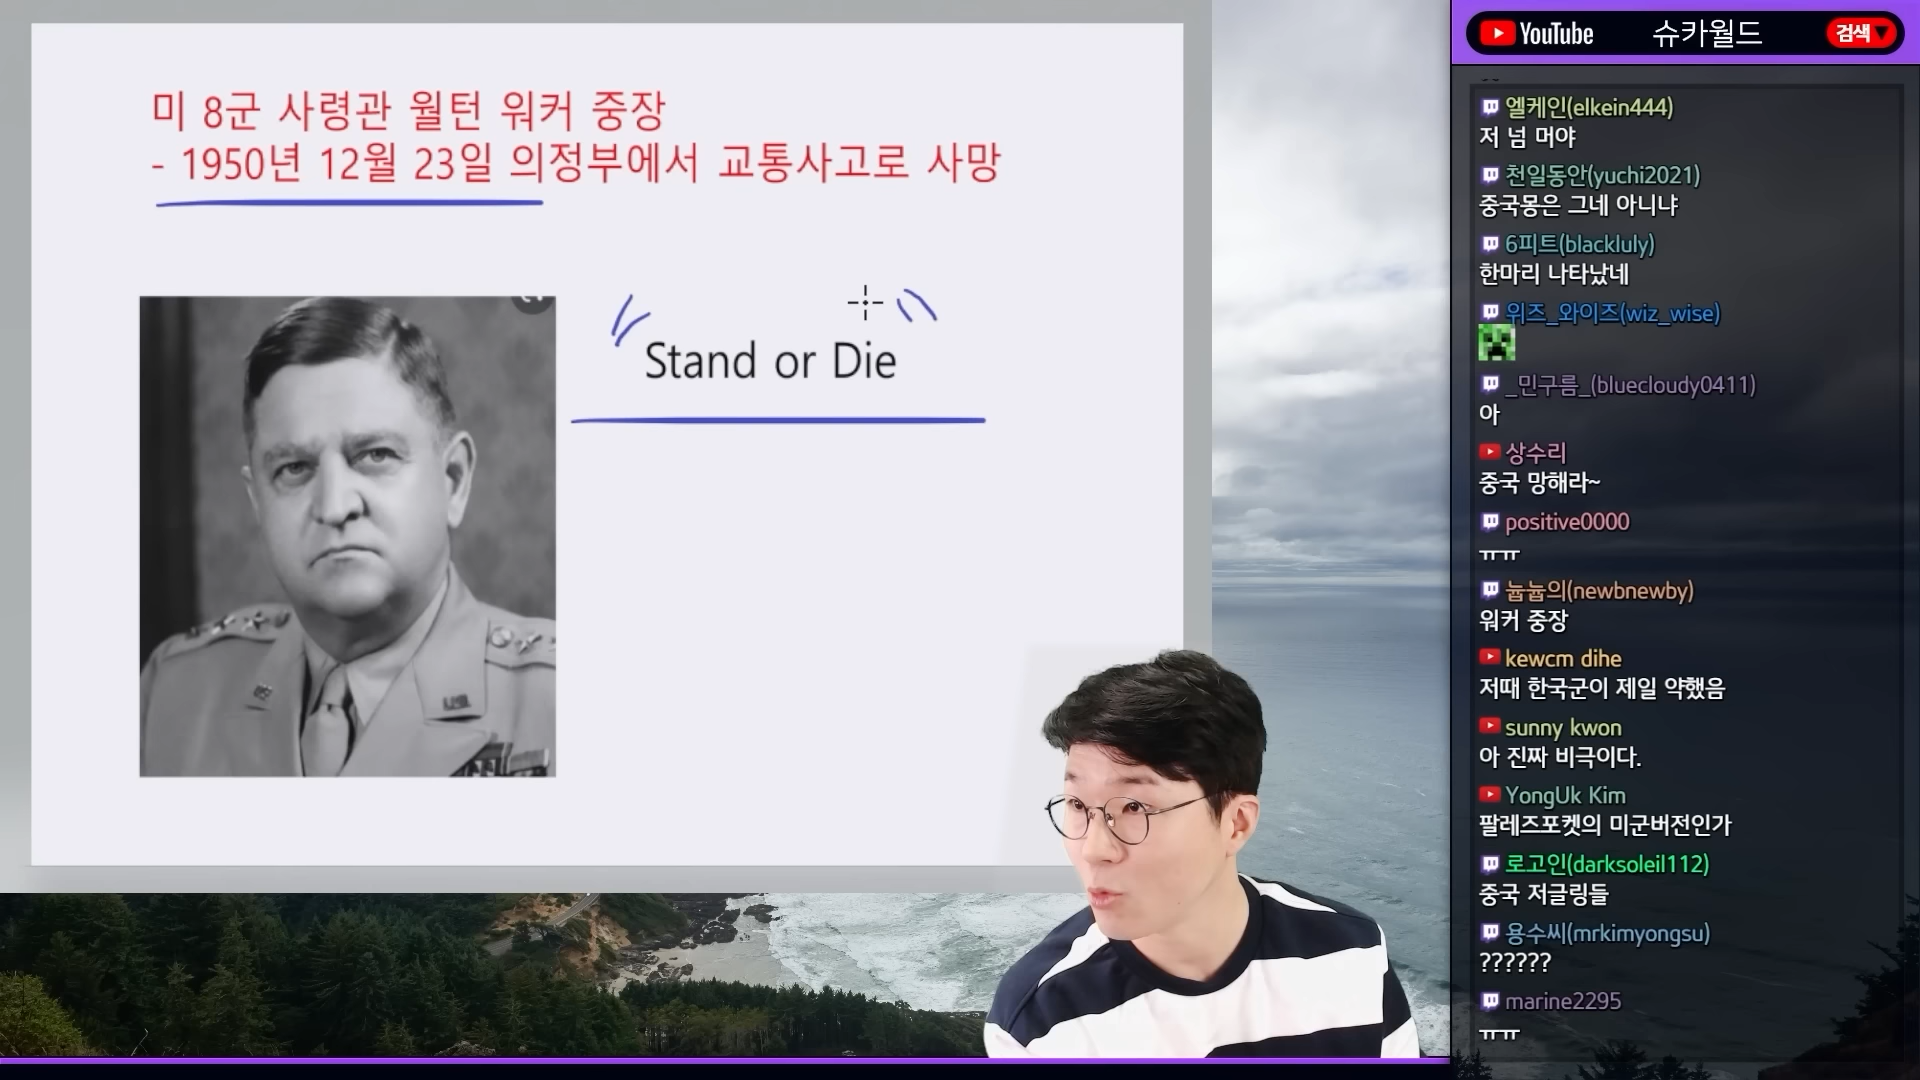 미 8군 사령관 월턴 워커 중장
- 1950년 12월 23일 의정부에서 교통사고로 사망
Stand or Die
YouTube 슈카월드 검색▼
엘케인(elkein444)
저 넘 머야
천일동안(yuchi2021)
중국몽은 그네 아니냐
6피트(blackluly)
한마리 나타났네
위즈_와이즈(wiz_wise)
_민구름_(bluecloudy0411)
아
상수리
중국 망해라~
positive0000
ㅠㅠ
늅늅의(newbnewby)
워커 중장
kewcm dihe
저때 한국군이 제일 약했음
sunny kwon
아 진짜 비극이다.
YongUk Kim
팔레즈포켓의 미군버전인가
로고인(darksoleil112)
중국 저글링들
용수씨(mrkimyongsu)
??????
marine2295
ㅠㅠ